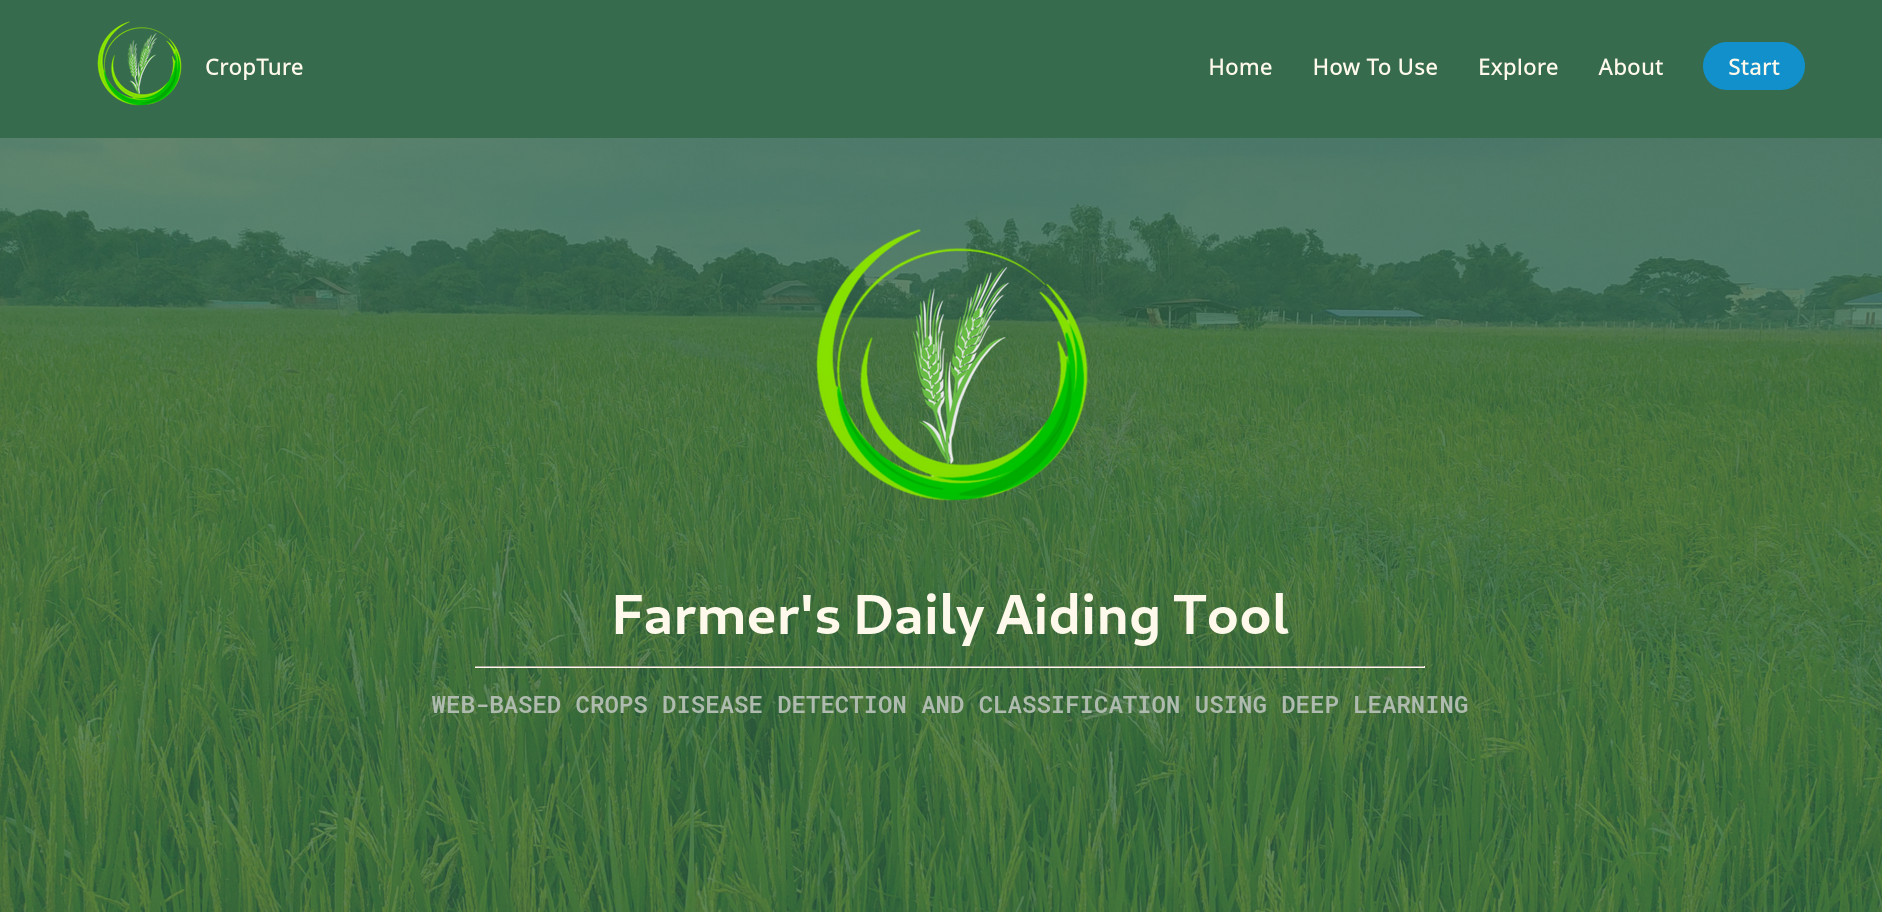 CropTure
Home
How To Use
Explore
About
Start
Farmer's Daily Aiding Tool
WEB-BASED CROPS DISEASE DETECTION AND CLASSIFICATION USING DEEP LEARNING